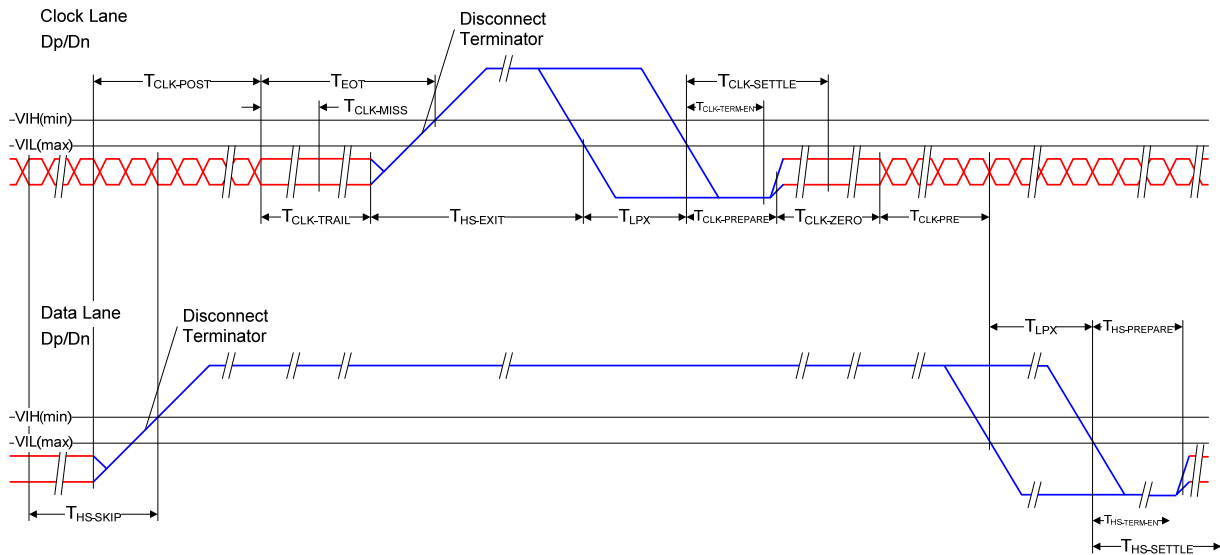 Clock Lane
Dp/Dn
Disconnect
Terminator
TCLK-POST
TEOT
TCLK-SETTLE
TCLK-MISS
TCLK-TERM-EN
VIH(min)
VIL(max)
TCLK-TRAIL
THS-EXIT
TLPX
TCLK-PREPARE
TCLK-ZERO
TCLK-PRE
Data Lane
Dp/Dn
Disconnect
Terminator
TLPX
THS-PREPARE
VIH(min)
VIL(max)
THS-SKIP
THS-TERM-EN
THS-SETTLE